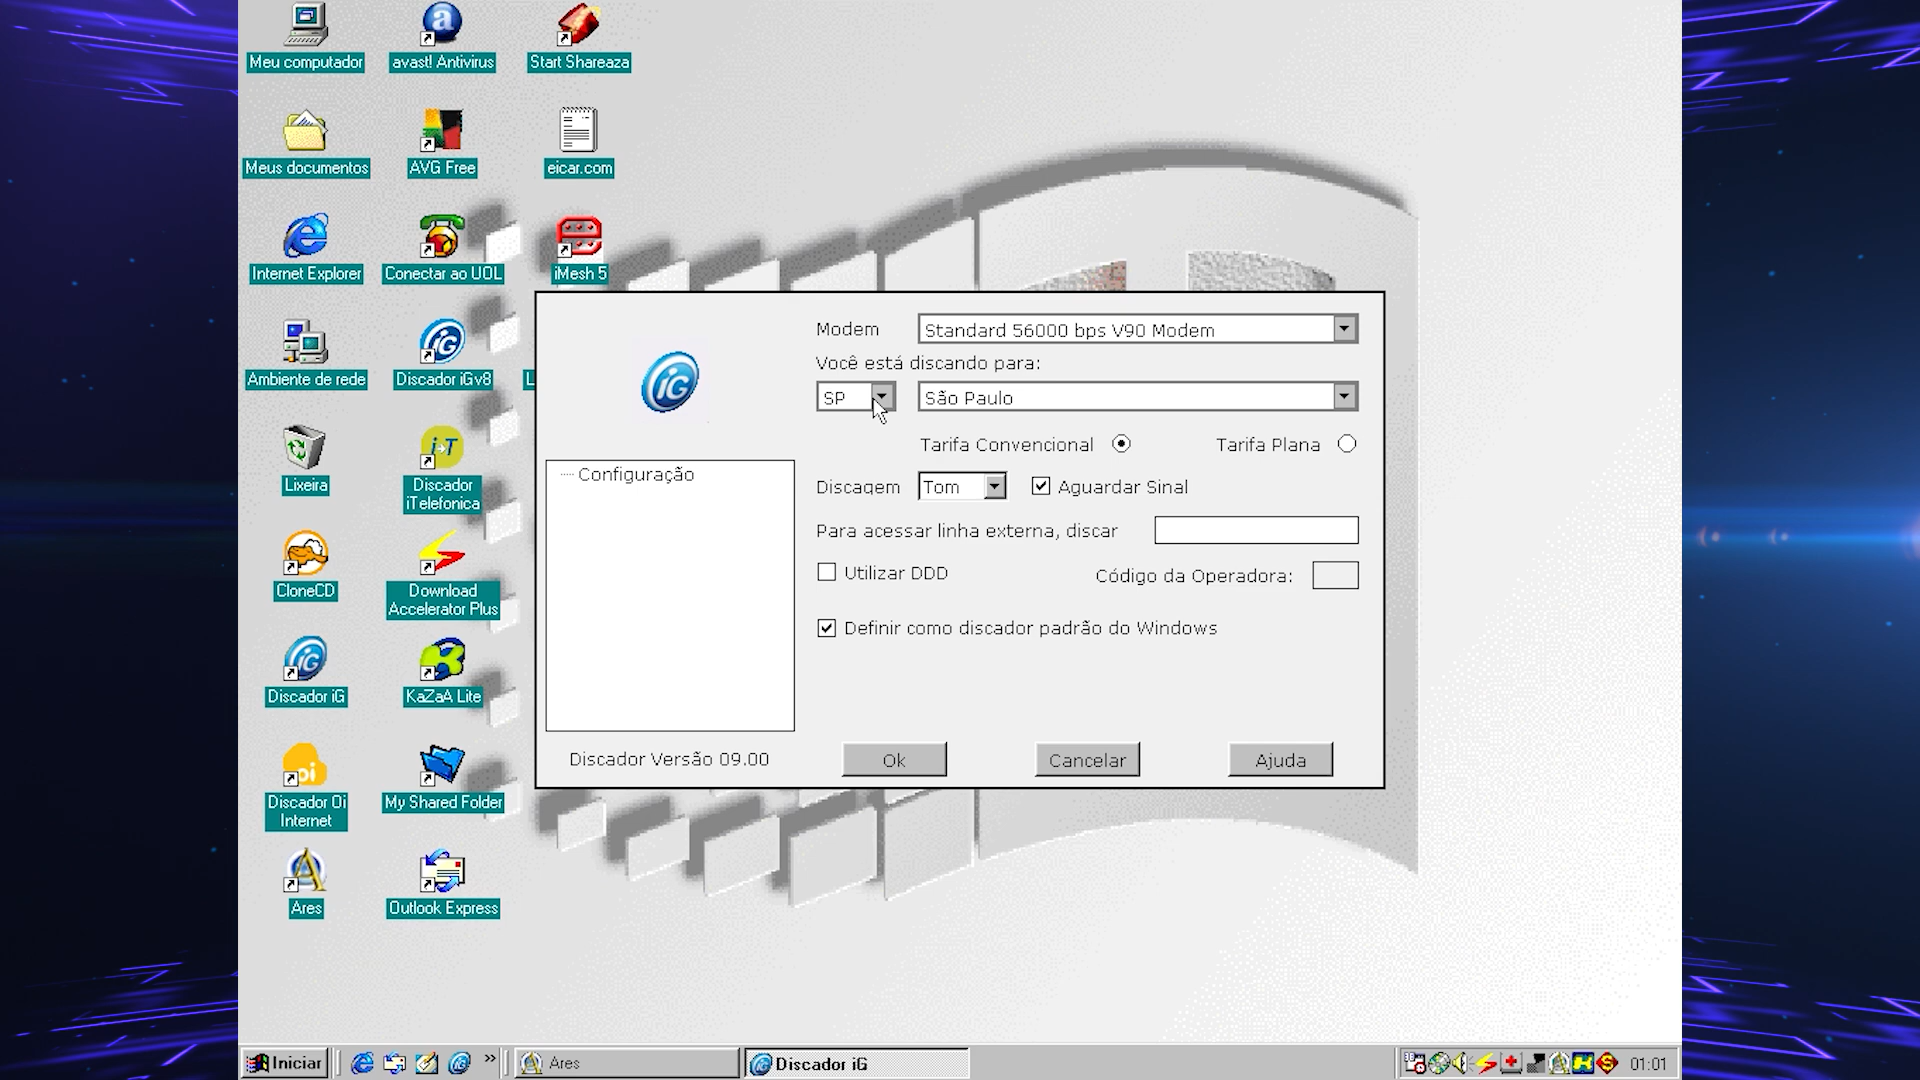 Meu computador
avast! Antivirus
Start Shareaza
Meus documentos
AVG Free
eicar.com
Internet Explorer
Conectar ao UOL
iMesh 5
Ambiente de rede
Discador iGv8
L
Lixeira
Discador
iTelefonica
CloneCD
Download
Accelerator Plus
Discador iG
KaZaA Lite
Discador Oi
Internet
My Shared Folder
Ares
Outlook Express
iG
Modem
Standard 56000 bps V90 Modem
Você está discando para:
SP
São Paulo
Tarifa Convencional
Tarifa Plana
Configuração
Discagem
Tom
Aguardar Sinal
Para acessar linha externa, discar
Utilizar DDD
Código da Operadora:
Definir como discador padrão do Windows
Discador Versão 09.00
Ok
Cancelar
Ajuda
Iniciar
Ares
Discador iG
01:01